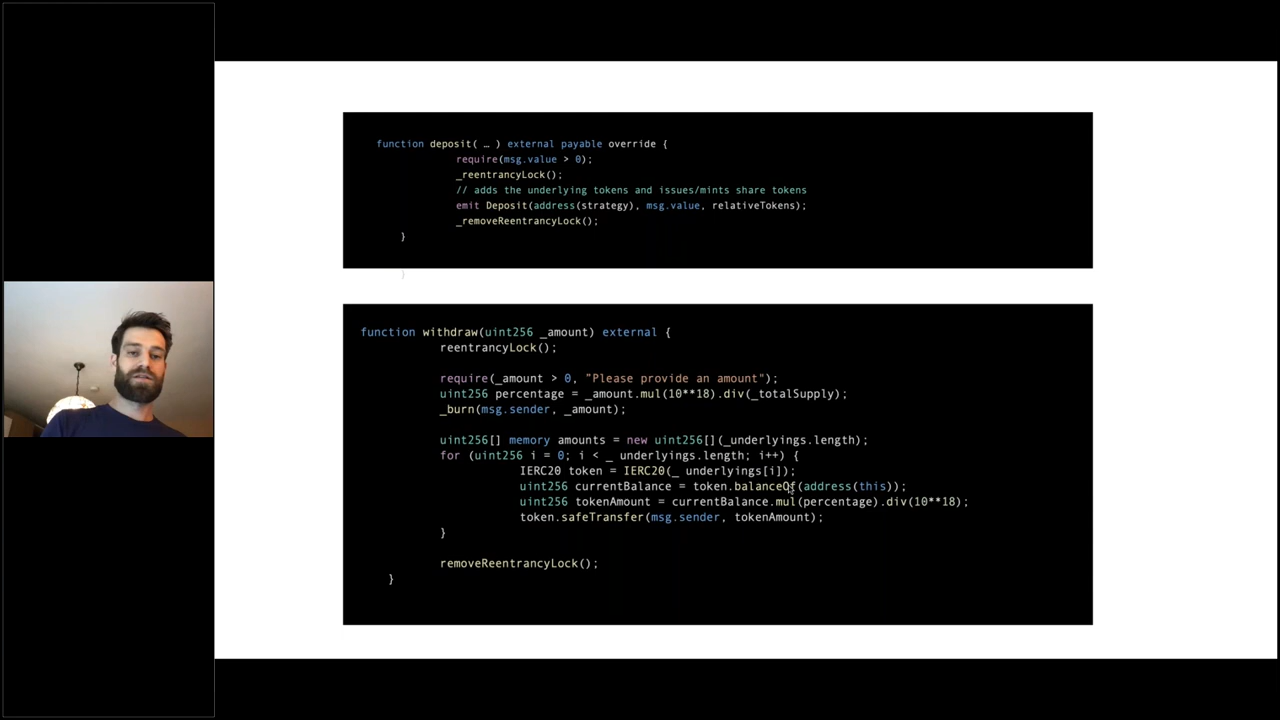 function deposit( … ) external payable override {
require(msg.value > 0);
_reentrancyLock();
// adds the underlying tokens and issues/mints share tokens
emit Deposit(address(strategy), msg.value, relativeTokens);
_removeReentrancyLock();
}
}
function withdraw(uint256 _amount) external {
reentrancyLock();
require(_amount > 0, "Please provide an amount");
uint256 percentage = _amount.mul(10**18).div(_totalSupply);
_burn(msg.sender, _amount);
uint256[] memory amounts = new uint256[](_underlyings.length);
for (uint256 i = 0; i < _ underlyings.length; i++) {
IERC20 token = IERC20(_ underlyings[i]);
uint256 currentBalance = token.balanceOf(address(this));
uint256 tokenAmount = currentBalance.mul(percentage).div(10**18);
token.safeTransfer(msg.sender, tokenAmount);
}
removeReentrancyLock();
}